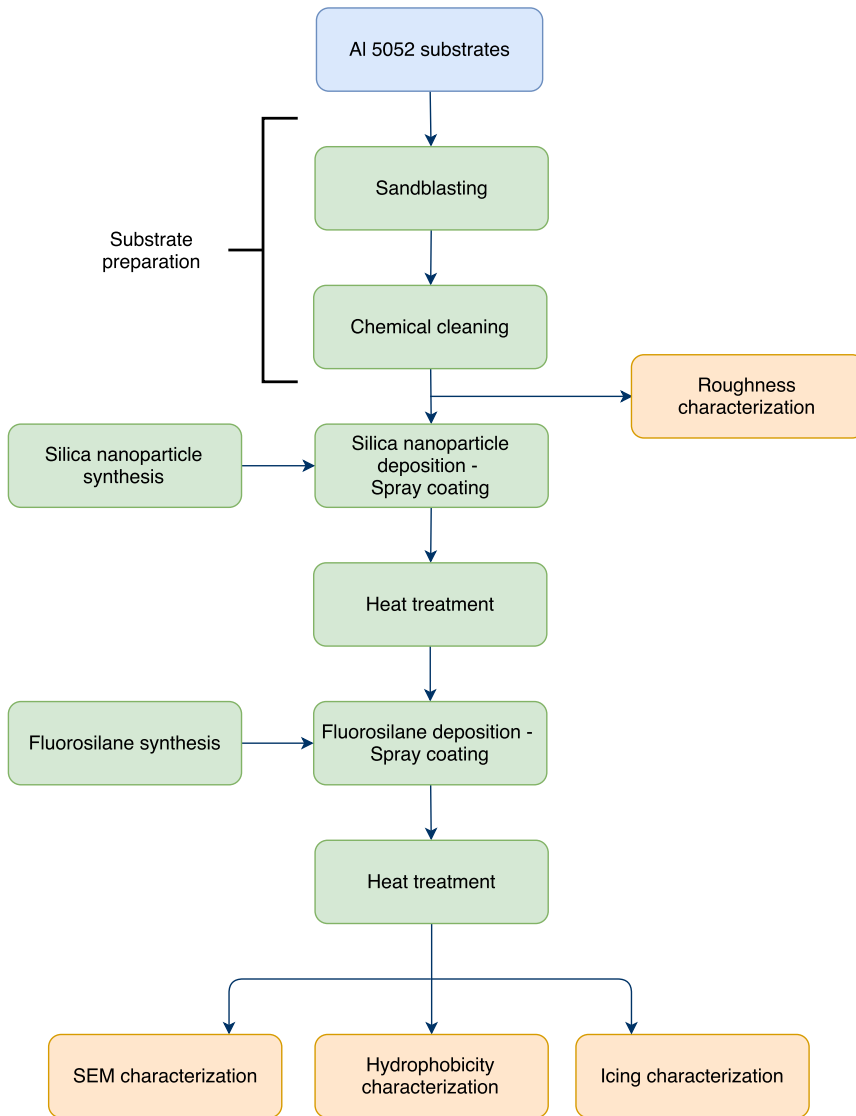 Al 5052 substrates
Sandblasting
Substrate
preparation
Chemical cleaning
Roughness
characterization
Silica nanoparticle
synthesis
Silica nanoparticle
deposition -
Spray coating
Heat treatment
Fluorosilane synthesis
Fluorosilane deposition -
Spray coating
Heat treatment
SEM characterization
Hydrophobicity
characterization
Icing characterization